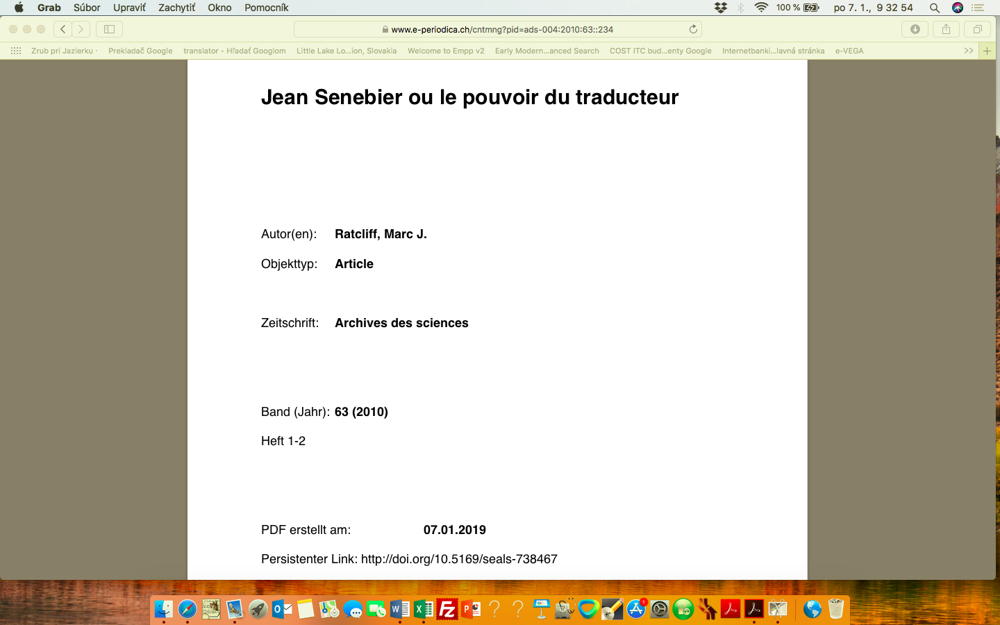 Grab Súbor Upraviť Zachytiť Okno Pomocník 100 % po 7. 1., 9 32 54
www.e-periodica.ch/cntmng?pid=ads-004:2010:63::234
Zrub pri Jazierku · Prekladač Google translator - Hľadať Googlom Little Lake Lo...ion, Slovakia Welcome to Empp v2 Early Modern...anced Search COST ITC bud...enty Google Internetbanki...lavná stránka e-VEGA >> +
Jean Senebier ou le pouvoir du traducteur
Autor(en): Ratcliff, Marc J.
Objekttyp: Article
Zeitschrift: Archives des sciences
Band (Jahr): 63 (2010)
Heft 1-2
PDF erstellt am: 07.01.2019
Persistenter Link: http://doi.org/10.5169/seals-738467